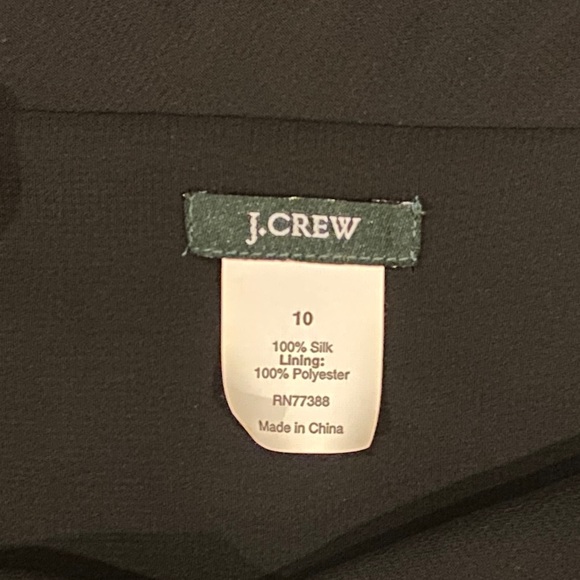 J.CREW
10
100% Silk
Lining:
100% Polyester
RN77388
Made in China